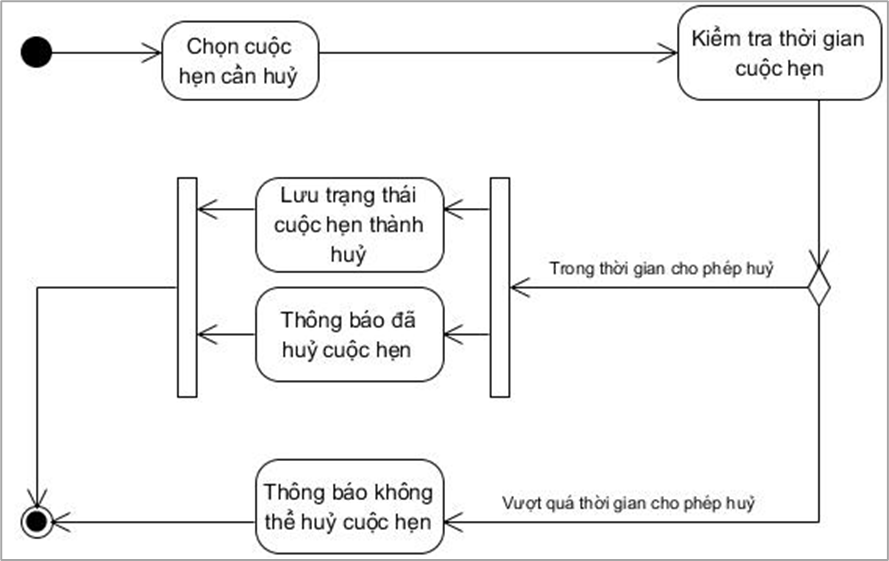 Chọn cuộc
hẹn cần huỷ
Kiểm tra thời gian
cuộc hẹn
Lưu trạng thái
cuộc hẹn thành
huỷ
Trong thời gian cho phép huỷ
Thông báo đã
huỷ cuộc hẹn
Thông báo không
thể huỷ cuộc hẹn
Vượt quá thời gian cho phép huỷ